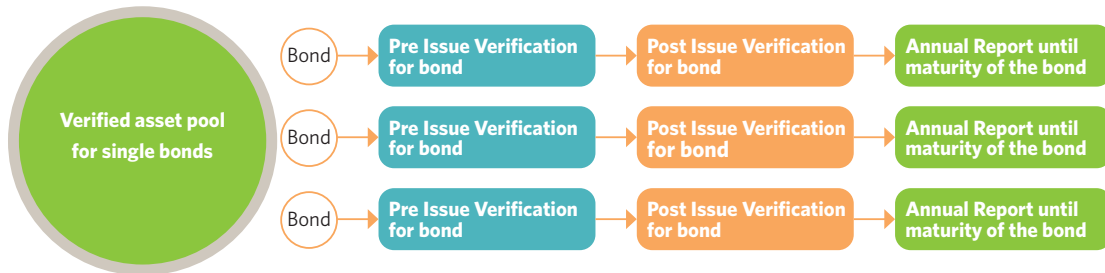 Verified asset pool
for single bonds
Bond
Pre Issue Verification
for bond
Post Issue Verification
for bond
Annual Report until
maturity of the bond
Bond
Pre Issue Verification
for bond
Post Issue Verification
for bond
Annual Report until
maturity of the bond
Bond
Pre Issue Verification
for bond
Post Issue Verification
for bond
Annual Report until
maturity of the bond